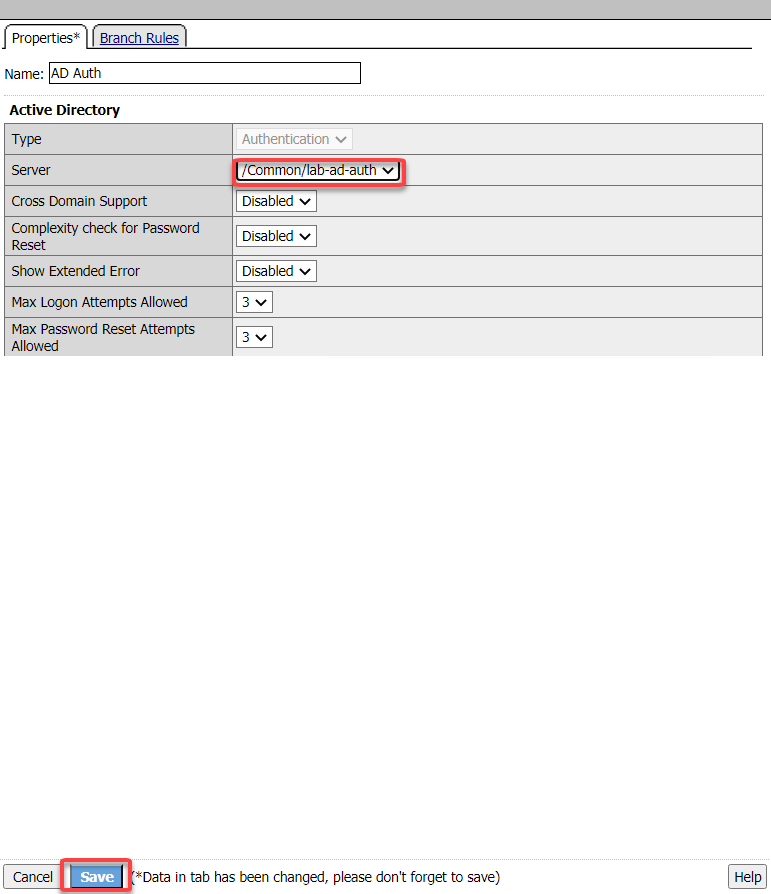 Properties* Branch Rules
Name: AD Auth
Active Directory
Type Authentication
Server /Common/lab-ad-auth
Cross Domain Support Disabled
Complexity check for Password
Reset Disabled
Show Extended Error Disabled
Max Logon Attempts Allowed 3
Max Password Reset Attempts
Allowed 3
Cancel Save (*Data in tab has been changed, please don't forget to save) Help